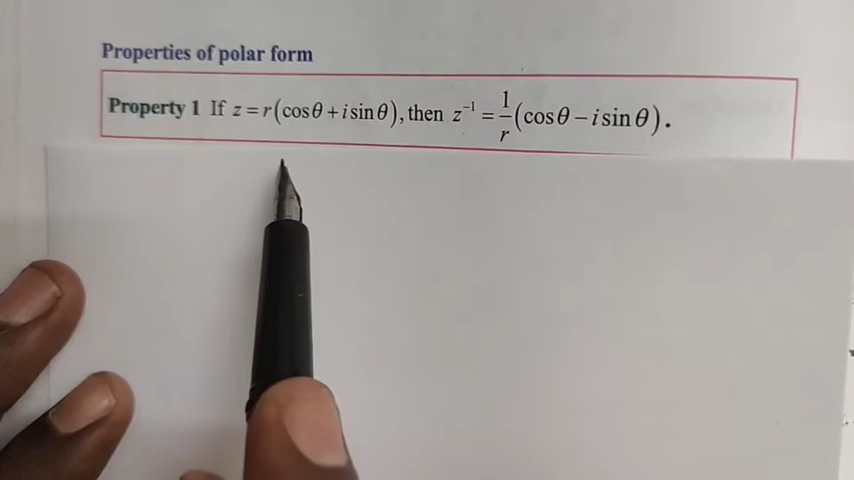 Properties of polar form
Property 1 If z = r(cosθ + i sinθ), then z⁻¹ = 1/r (cosθ − i sinθ).